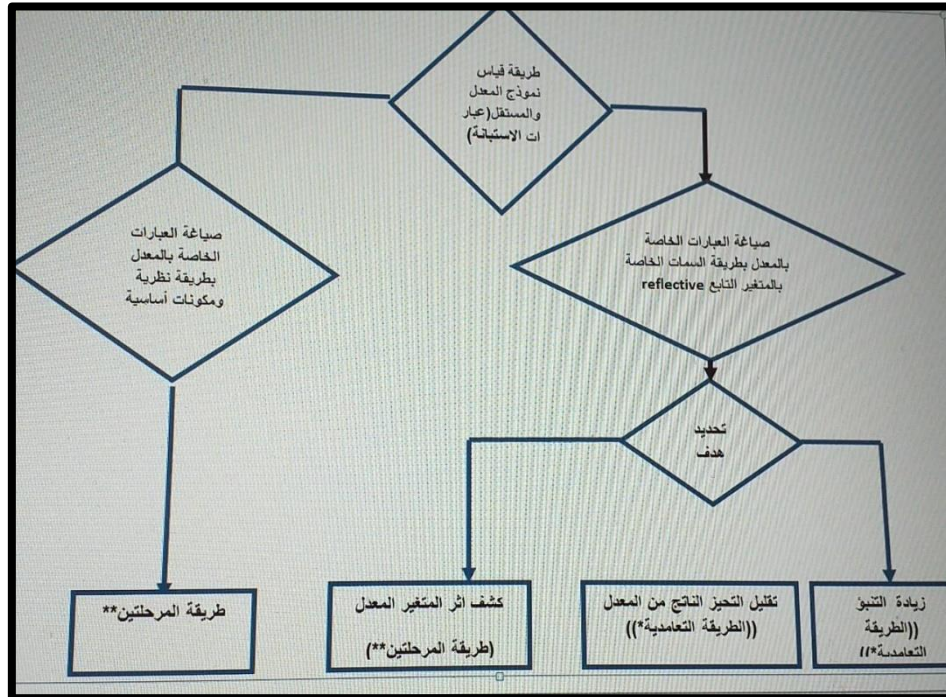 طريقة قياس
نموذج المعدل
والمستقل(عبار
ات الاستبانة)
صياغة العبارات الخاصة
بالمعدل بطريقة السمات الخاصة
بالمتغير التابع reflective
صياغة العبارات
الخاصة بالمعدل
بطريقة نظرية
ومكونات أساسية
تحديد
هدف
زيادة التنبؤ
((الطريقة
التعامدية*))
تقليل التحيز الناتج من المعدل
((الطريقة التعامدية*))
كشف اثر المتغير المعدل
(طريقة المرحلتين**)
طريقة المرحلتين**